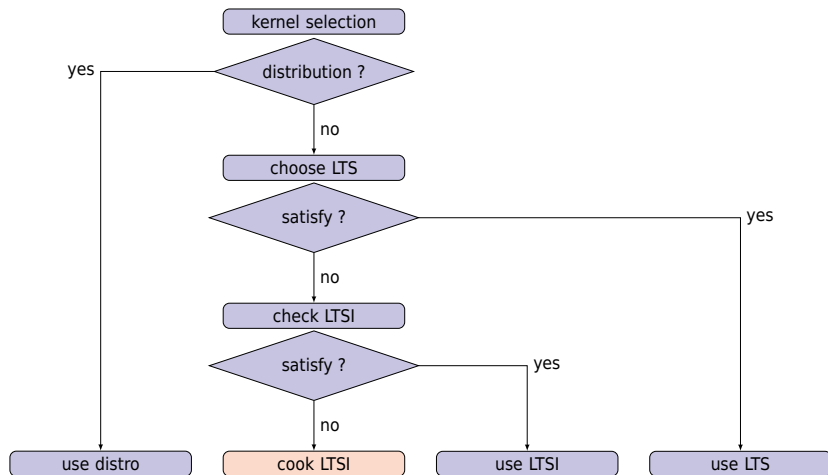 kernel selection
distribution ?
yes
no
choose LTS
satisfy ?
yes
no
check LTSI
satisfy ?
yes
no
use distro
cook LTSI
use LTSI
use LTS